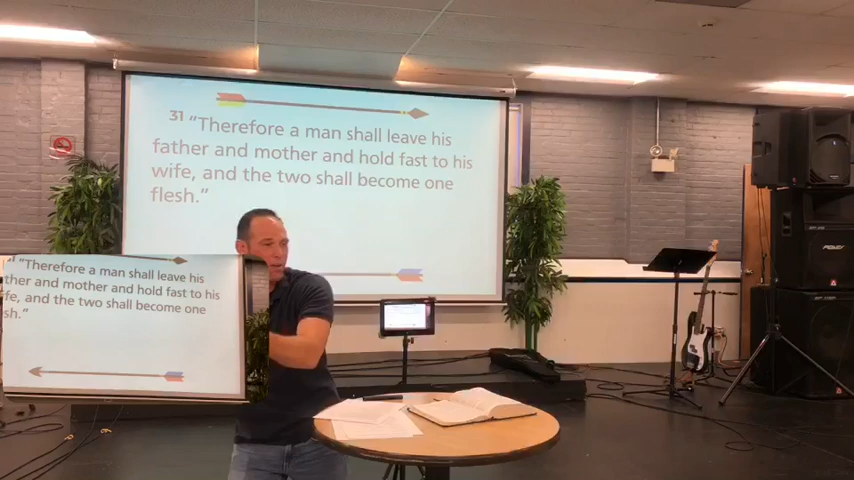 31 "Therefore a man shall leave his
father and mother and hold fast to his
wife, and the two shall become one
flesh."
"Therefore a man shall leave his
ther and mother and hold fast to his
fe, and the two shall become one
sh."